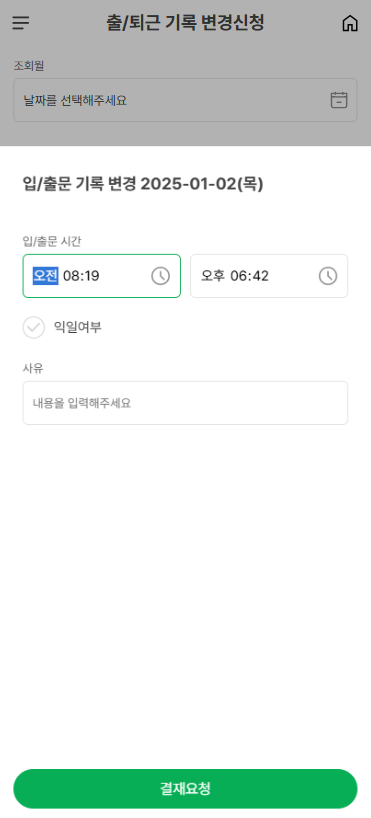 출/퇴근 기록 변경신청
조회월
날짜를 선택해주세요
입/출문 기록 변경 2025-01-02(목)
입/출문 시간
오전 08:19 오후 06:42
익일여부
사유
내용을 입력해주세요
결재요청